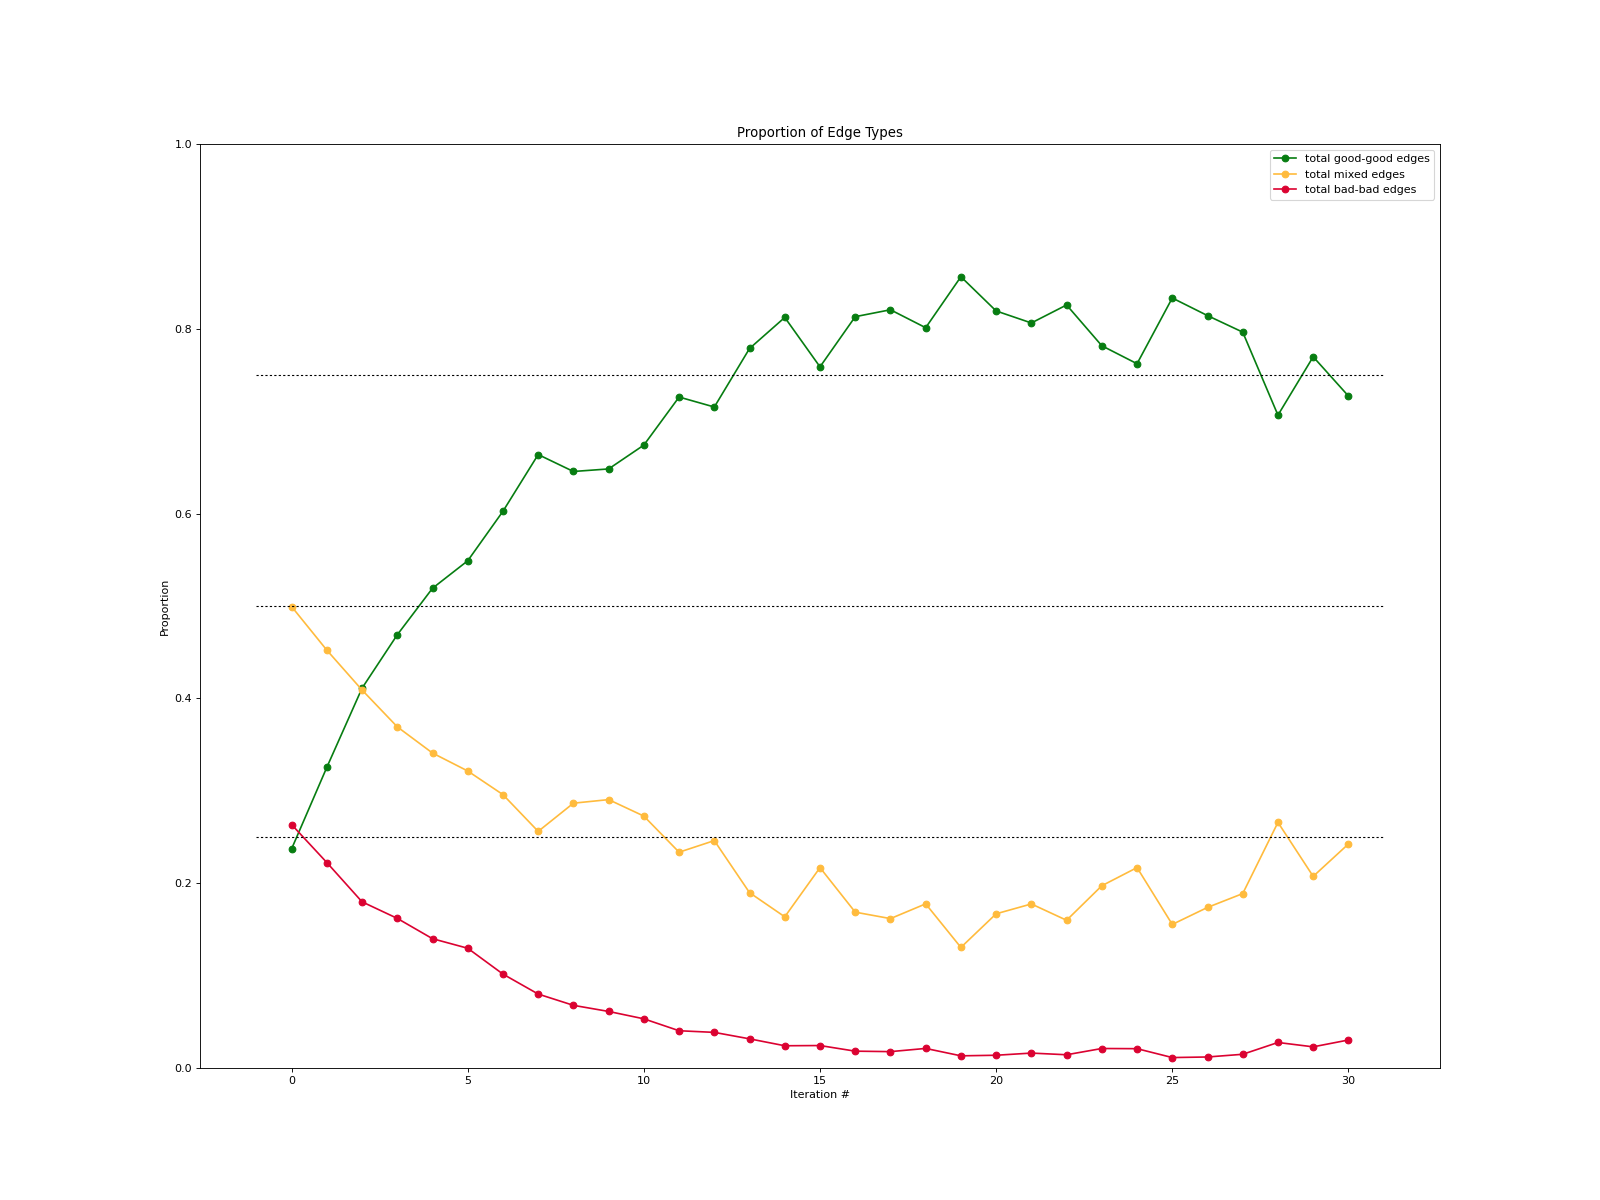 Proportion of Edge Types
total good-good edges
total mixed edges
total bad-bad edges
Proportion
1.0
0.8
0.6
0.4
0.2
0.0
0 5 10 15 20 25 30
Iteration #